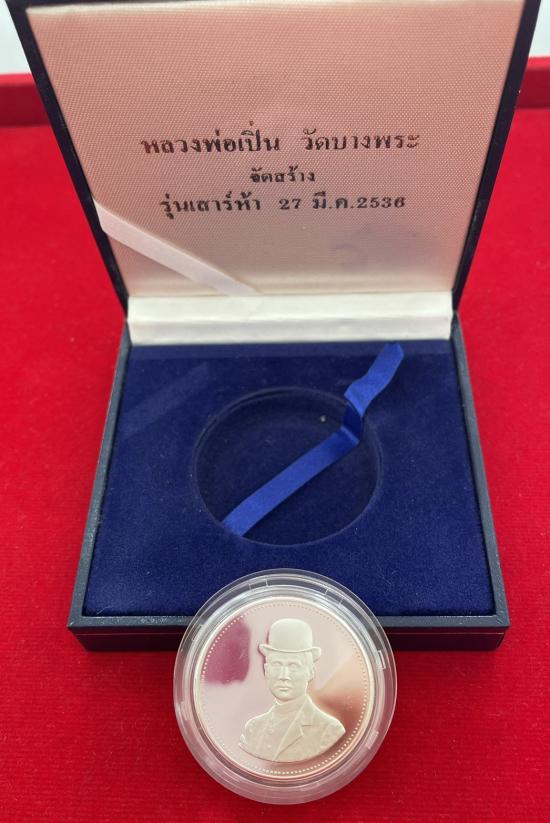 หลวงพ่อเปิ่น วัดบางพระ
จัดสร้าง
รุ่นเสาร์ห้า 27 มี.ค.2536